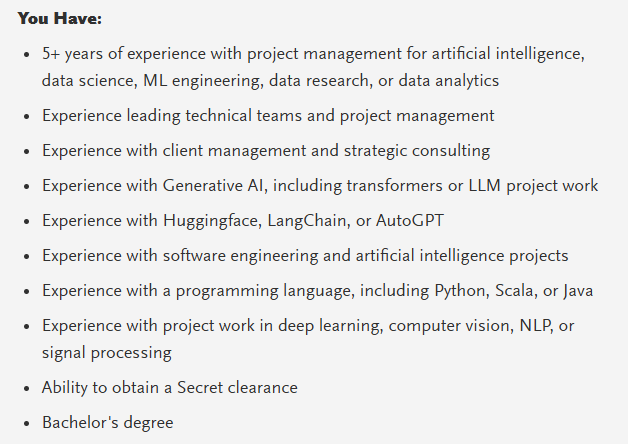 You Have:
• 5+ years of experience with project management for artificial intelligence,
data science, ML engineering, data research, or data analytics
• Experience leading technical teams and project management
• Experience with client management and strategic consulting
• Experience with Generative AI, including transformers or LLM project work
• Experience with Huggingface, LangChain, or AutoGPT
• Experience with software engineering and artificial intelligence projects
• Experience with a programming language, including Python, Scala, or Java
• Experience with project work in deep learning, computer vision, NLP, or
signal processing
• Ability to obtain a Secret clearance
• Bachelor's degree